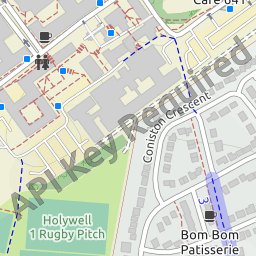 Cafe 641
API Key Required
Coniston Crescent
3
Holywell
1 Rugby Pitch
Bom Bom
Patisserie